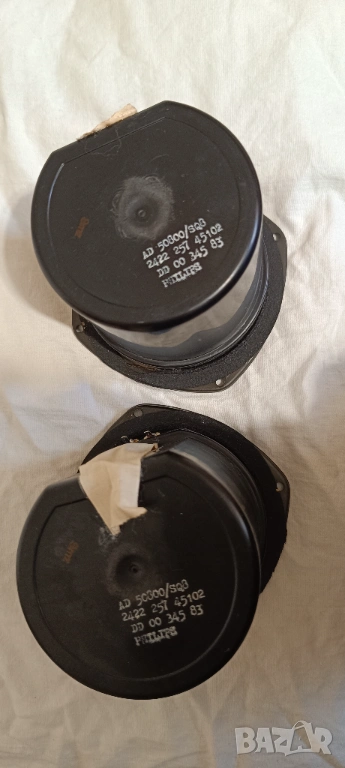 AD 50800/SQ8
2422 257 45102
DD 00 345 83
PHILIPS
AD 50800/SQ8
2422 257 45102
DD 00 345 83
PHILIPS
BAZAR